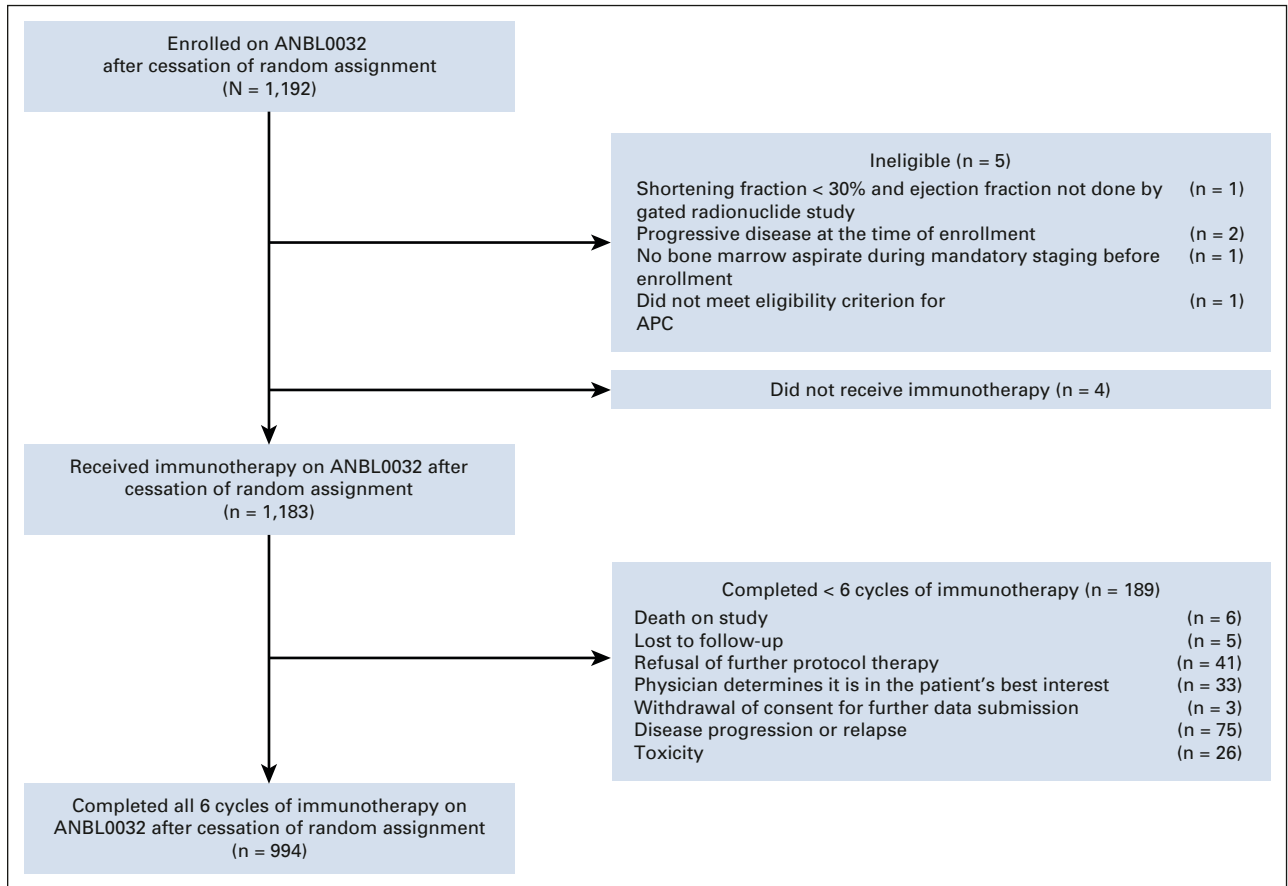 Enrolled on ANBL0032
after cessation of random assignment
(N = 1,192)
Ineligible (n = 5)
Shortening fraction < 30% and ejection fraction not done by (n = 1)
gated radionuclide study
Progressive disease at the time of enrollment (n = 2)
No bone marrow aspirate during mandatory staging before (n = 1)
enrollment
Did not meet eligibility criterion for (n = 1)
APC
Did not receive immunotherapy (n = 4)
Received immunotherapy on ANBL0032 after
cessation of random assignment
(n = 1,183)
Completed < 6 cycles of immunotherapy (n = 189)
Death on study (n = 6)
Lost to follow-up (n = 5)
Refusal of further protocol therapy (n = 41)
Physician determines it is in the patient's best interest (n = 33)
Withdrawal of consent for further data submission (n = 3)
Disease progression or relapse (n = 75)
Toxicity (n = 26)
Completed all 6 cycles of immunotherapy on
ANBL0032 after cessation of random assignment
(n = 994)